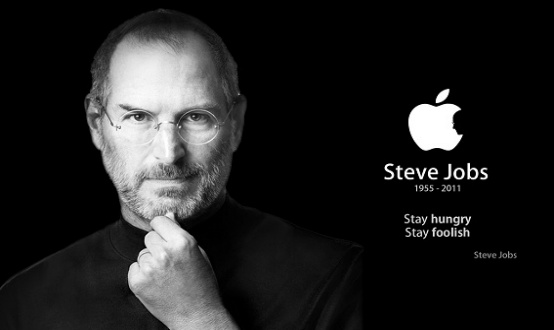 Steve Jobs
1955 - 2011
Stay hungry
Stay foolish
Steve Jobs